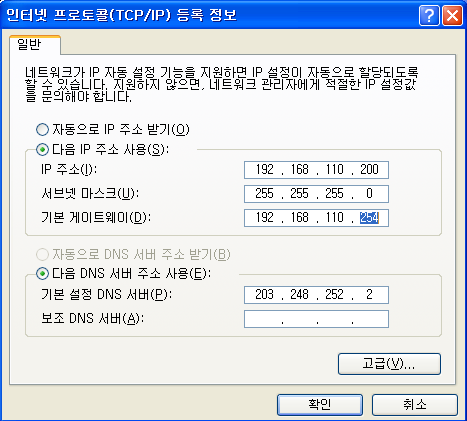 인터넷 프로토콜(TCP/IP) 등록 정보
일반
네트워크가 IP 자동 설정 기능을 지원하면 IP 설정이 자동으로 할당되도록
할 수 있습니다. 지원하지 않으면, 네트워크 관리자에게 적절한 IP 설정값
을 문의해야 합니다.
자동으로 IP 주소 받기(O)
다음 IP 주소 사용(S):
IP 주소(I): 192 . 168 . 110 . 200
서브넷 마스크(U): 255 . 255 . 255 . 0
기본 게이트웨이(D): 192 . 168 . 110 . 254
자동으로 DNS 서버 주소 받기(B)
다음 DNS 서버 주소 사용(E):
기본 설정 DNS 서버(P): 203 . 248 . 252 . 2
보조 DNS 서버(A): . . .
고급(V)...
확인 취소